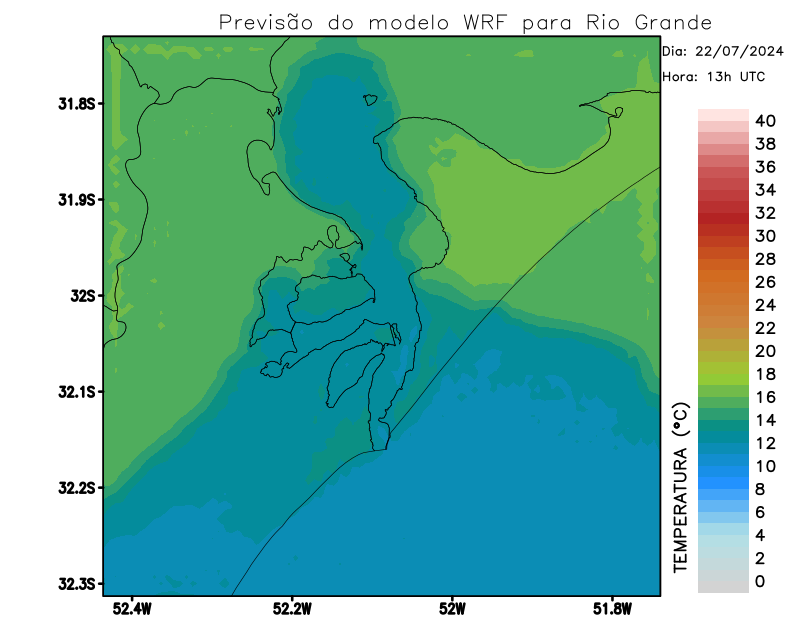 Previsão do modelo WRF para Rio Grande
Dia: 22/07/2024
Hora: 13h UTC
31.8S
31.9S
32S
32.1S
32.2S
32.3S
52.4W
52.2W
52W
51.8W
TEMPERATURA (°C)
40
38
36
34
32
30
28
26
24
22
20
18
16
14
12
10
8
6
4
2
0